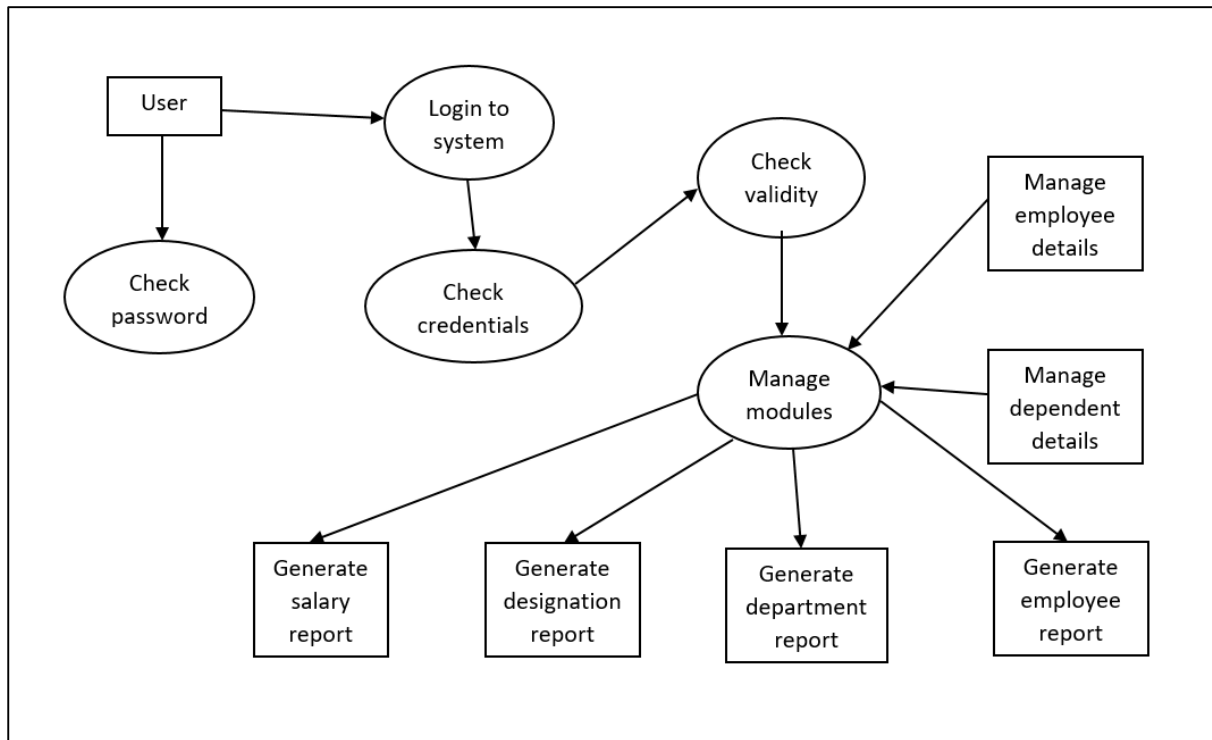 User
Login to
system
Check
validity
Manage
employee
details
Check
password
Check
credentials
Manage
modules
Manage
dependent
details
Generate
salary
report
Generate
designation
report
Generate
department
report
Generate
employee
report